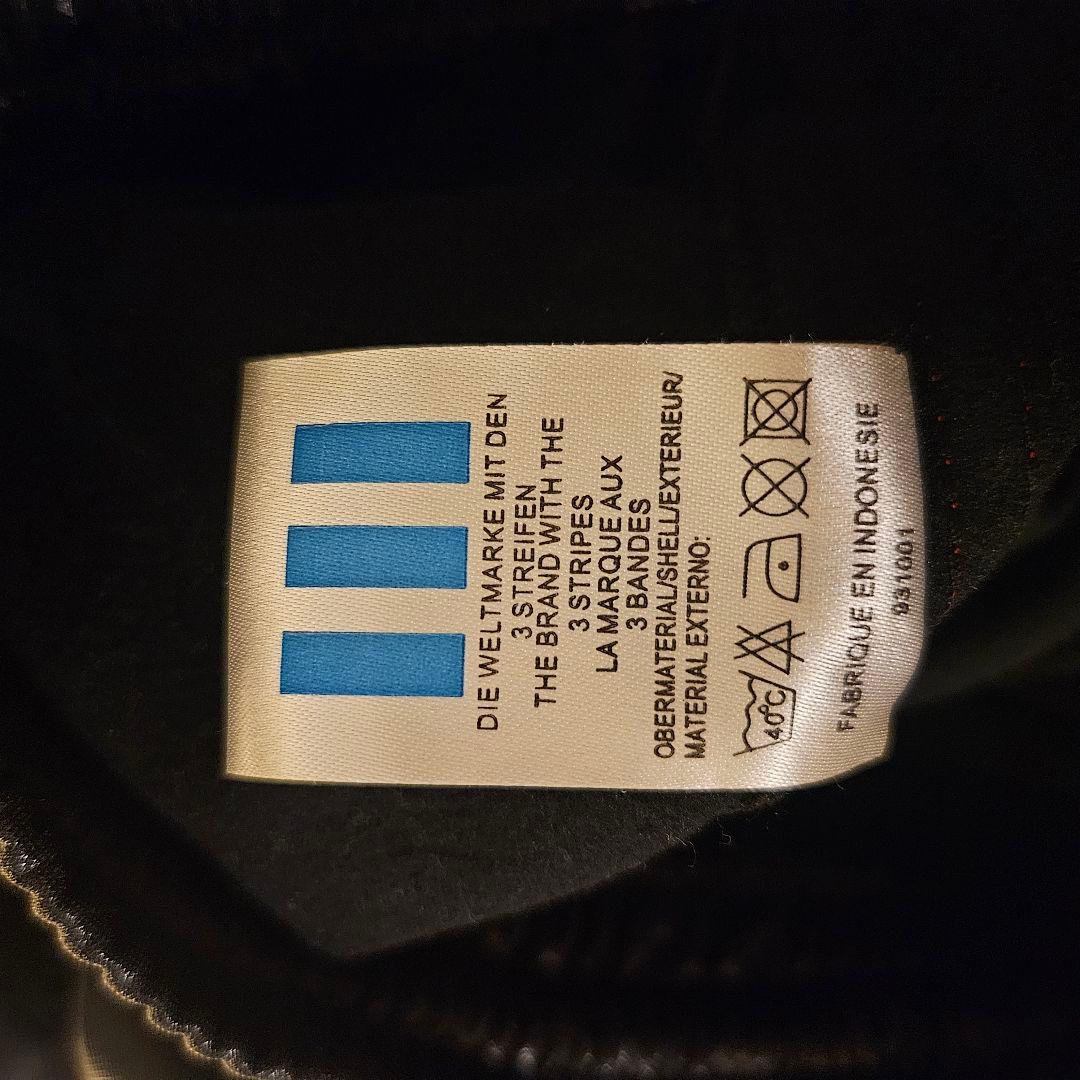 DIE WELTMARKE MIT DEN
3 STREIFEN
THE BRAND WITH THE
3 STRIPES
LA MARQUE AUX
3 BANDES
OBERMATERIAL/SHELL/EXTERIEUR/
MATERIAL EXTERNO:
40°C
FABRIQUE EN INDONESIE
931001